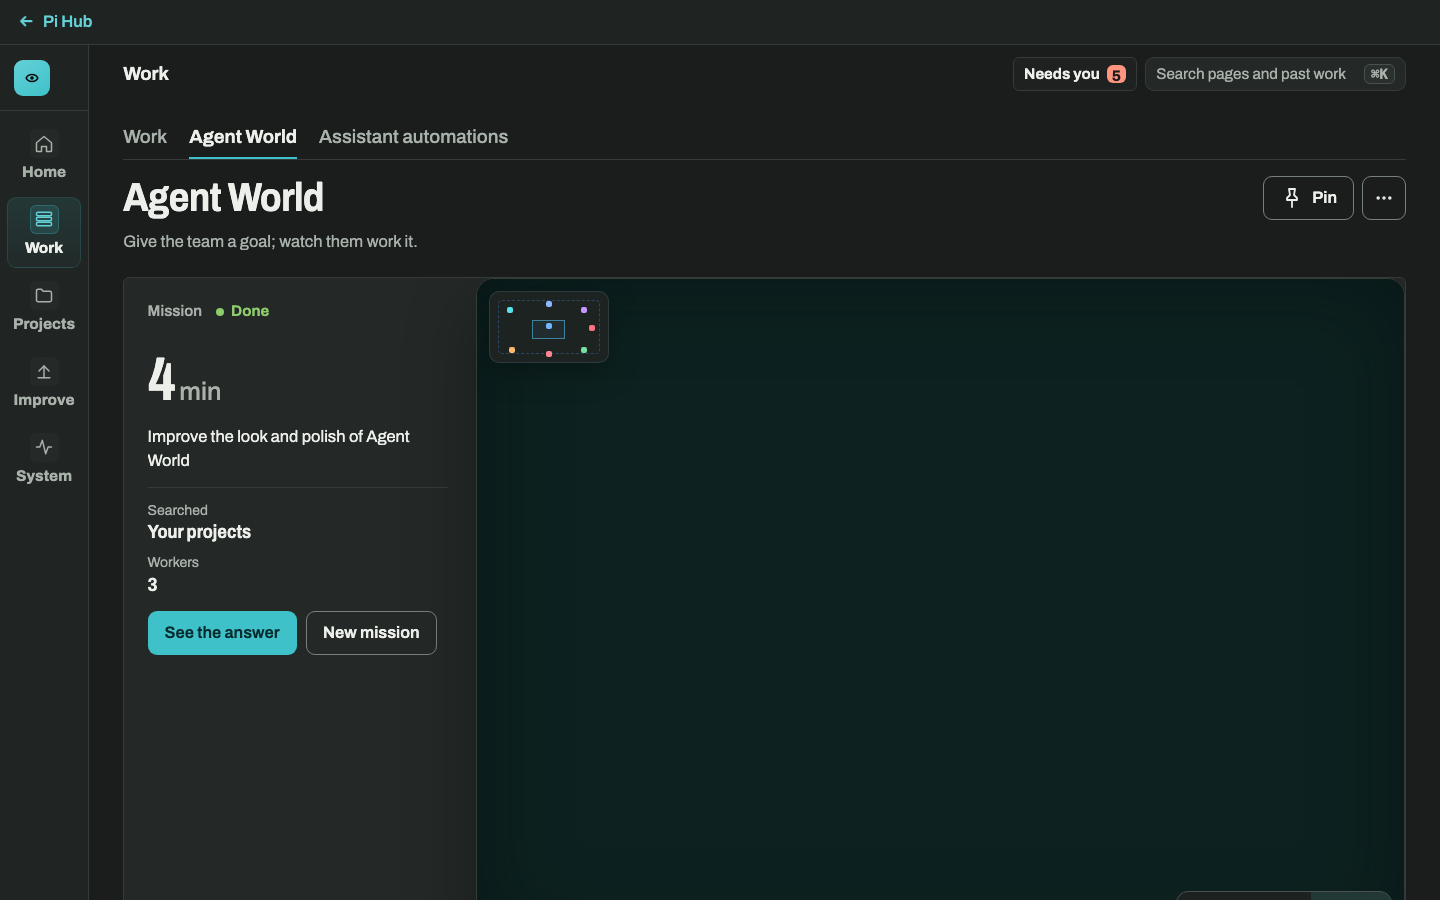 Pi Hub
Work
Needs you 5
Search pages and past work ⌘K
Home
Work
Projects
Improve
System
Work Agent World Assistant automations
Agent World
Pin
Give the team a goal; watch them work it.
Mission Done
4 min
Improve the look and polish of Agent
World
Searched
Your projects
Workers
3
See the answer New mission